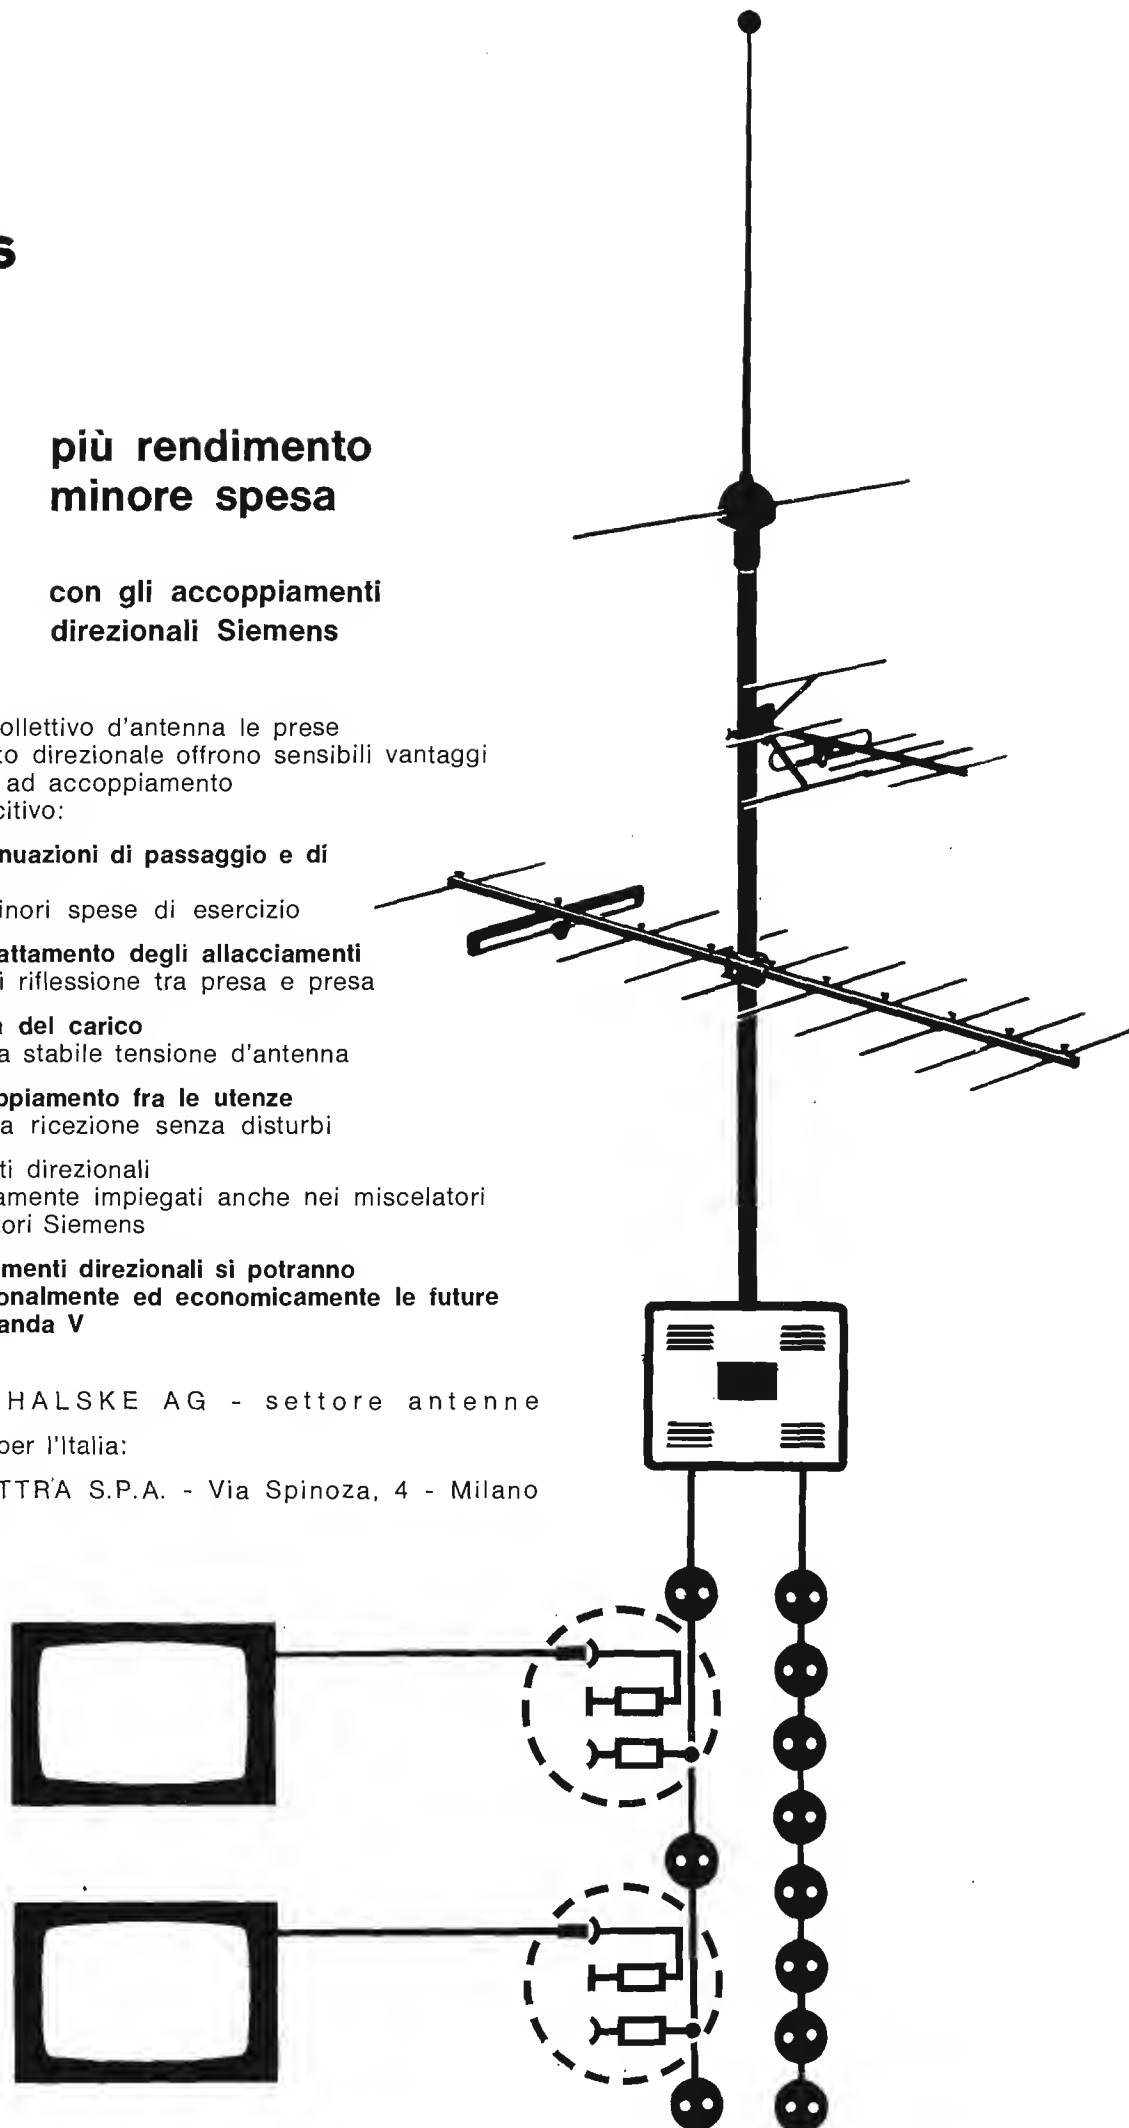 s
più rendimento
minore spesa
con gli accoppiamenti
direzionali Siemens
ollettivo d'antenna le prese
to direzionale offrono sensibili vantaggi
ad accoppiamento
citivo:
nuazioni di passaggio e di
inori spese di esercizio
attamento degli allacciamenti
i riflessione tra presa e presa
a del carico
a stabile tensione d'antenna
ppiamento fra le utenze
a ricezione senza disturbi
ti direzionali
amente impiegati anche nei miscelatori
tori Siemens
menti direzionali si potranno
onalmente ed economicamente le future
anda V
HALSKE AG - settore antenne
per l'Italia:
TTRA S.P.A. - Via Spinoza, 4 - Milano